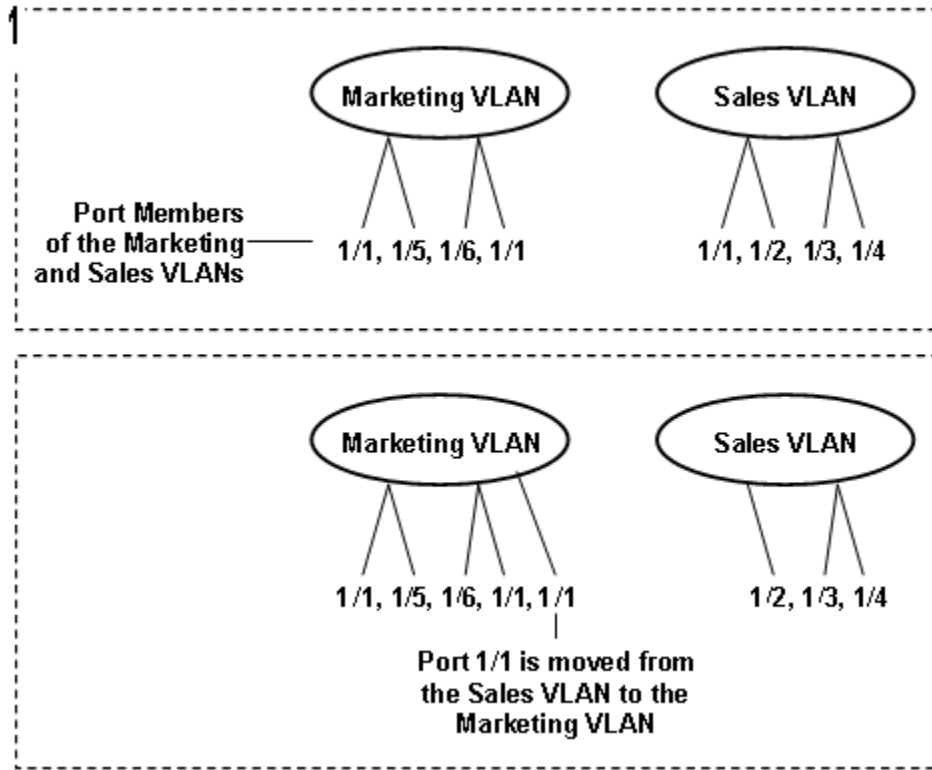 1
Marketing VLAN
Sales VLAN
Port Members
of the Marketing
and Sales VLANs
1/1, 1/5, 1/6, 1/1
1/1, 1/2, 1/3, 1/4
Marketing VLAN
Sales VLAN
1/1, 1/5, 1/6, 1/1, 1/1
1/2, 1/3, 1/4
Port 1/1 is moved from
the Sales VLAN to the
Marketing VLAN